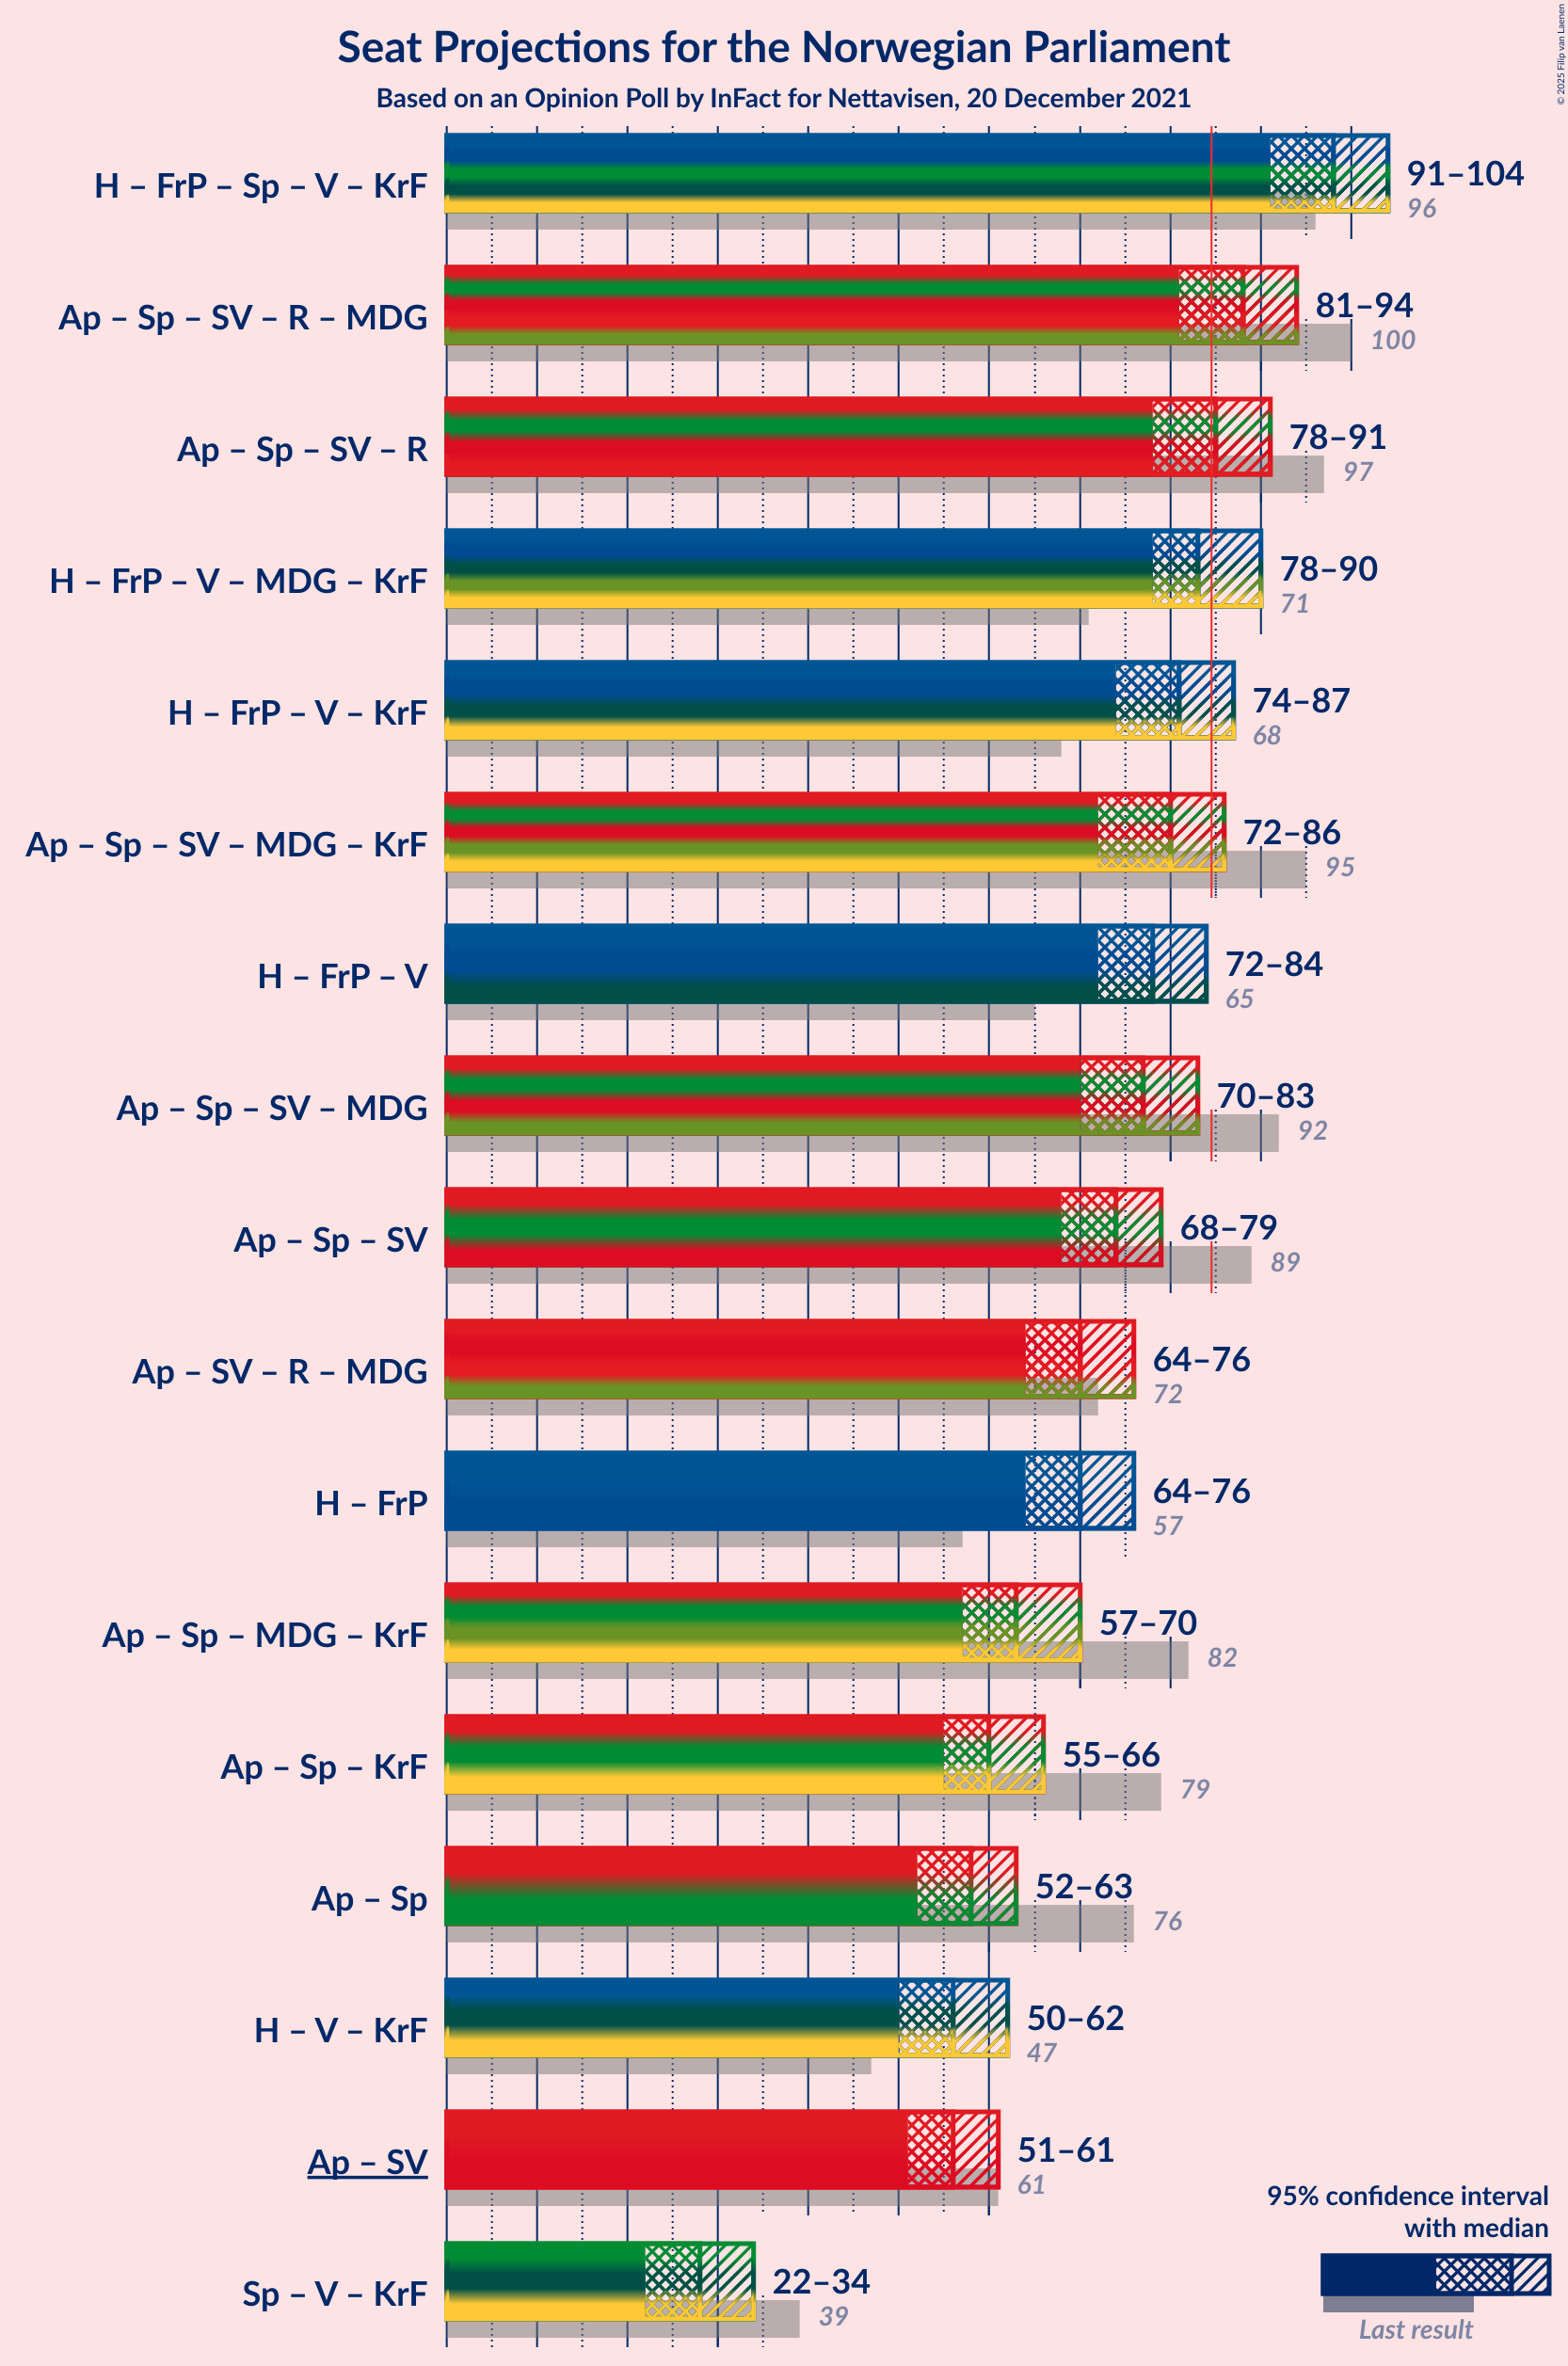 Seat Projections for the Norwegian Parliament
Based on an Opinion Poll by InFact for Nettavisen, 20 December 2021
© 2025 Filip van Laenen
H – FrP – Sp – V – KrF
91–104
96
Ap – Sp – SV – R – MDG
81–94
100
Ap – Sp – SV – R
78–91
97
H – FrP – V – MDG – KrF
78–90
71
H – FrP – V – KrF
74–87
68
Ap – Sp – SV – MDG – KrF
72–86
95
H – FrP – V
72–84
65
Ap – Sp – SV – MDG
70–83
92
Ap – Sp – SV
68–79
89
Ap – SV – R – MDG
64–76
72
H – FrP
64–76
57
Ap – Sp – MDG – KrF
57–70
82
Ap – Sp – KrF
55–66
79
Ap – Sp
52–63
76
H – V – KrF
50–62
47
Ap – SV
51–61
61
Sp – V – KrF
22–34
39
95% confidence interval
with median
Last result